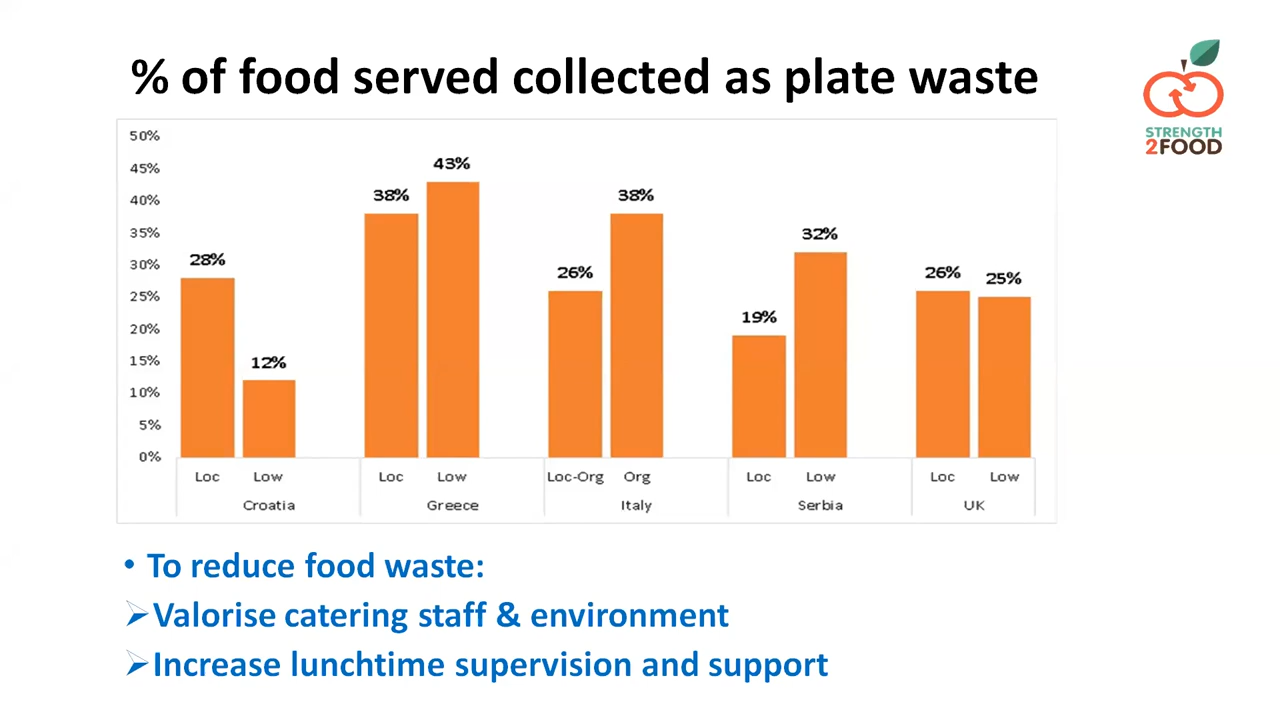 % of food served collected as plate waste
STRENGTH
2FOOD
50%
45%
40%
35%
30%
25%
20%
15%
10%
5%
0%
28%
12%
38%
43%
26%
38%
19%
32%
26%
25%
Loc Low Loc Low Loc-Org Org Loc Low Loc Low
Croatia Greece Italy Serbia UK
• To reduce food waste:
➢Valorise catering staff & environment
➢Increase lunchtime supervision and support